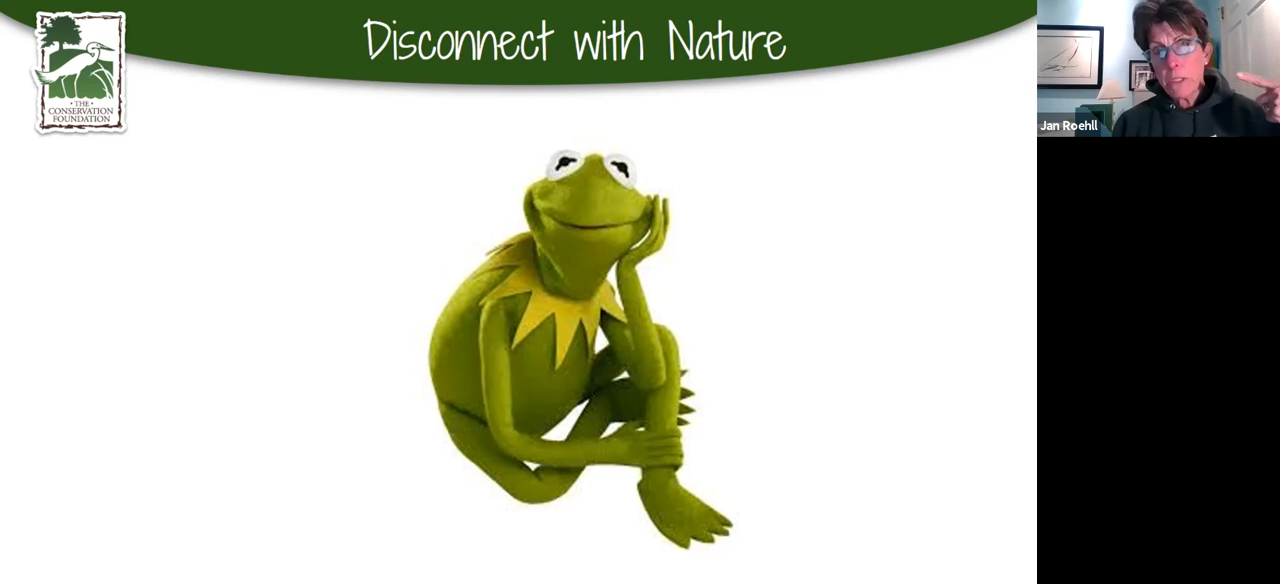 Disconnect with Nature
• THE •
CONSERVATION
FOUNDATION
Jan Roehll